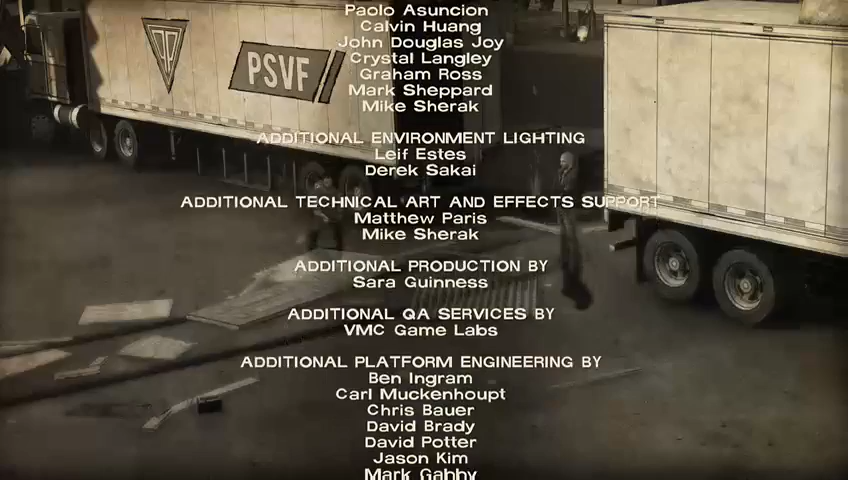 Paolo Asuncion
Calvin Huang
John Douglas Joy
Crystal Langley
Graham Ross
Mark Sheppard
Mike Sherak
PSVF
ADDITIONAL ENVIRONMENT LIGHTING
Leif Estes
Derek Sakai
ADDITIONAL TECHNICAL ART AND EFFECTS SUPPORT
Matthew Paris
Mike Sherak
ADDITIONAL PRODUCTION BY
Sara Guinness
ADDITIONAL QA SERVICES BY
VMC Game Labs
ADDITIONAL PLATFORM ENGINEERING BY
Ben Ingram
Carl Muckenhoupt
Chris Bauer
David Brady
David Potter
Jason Kim
Mark Gabby